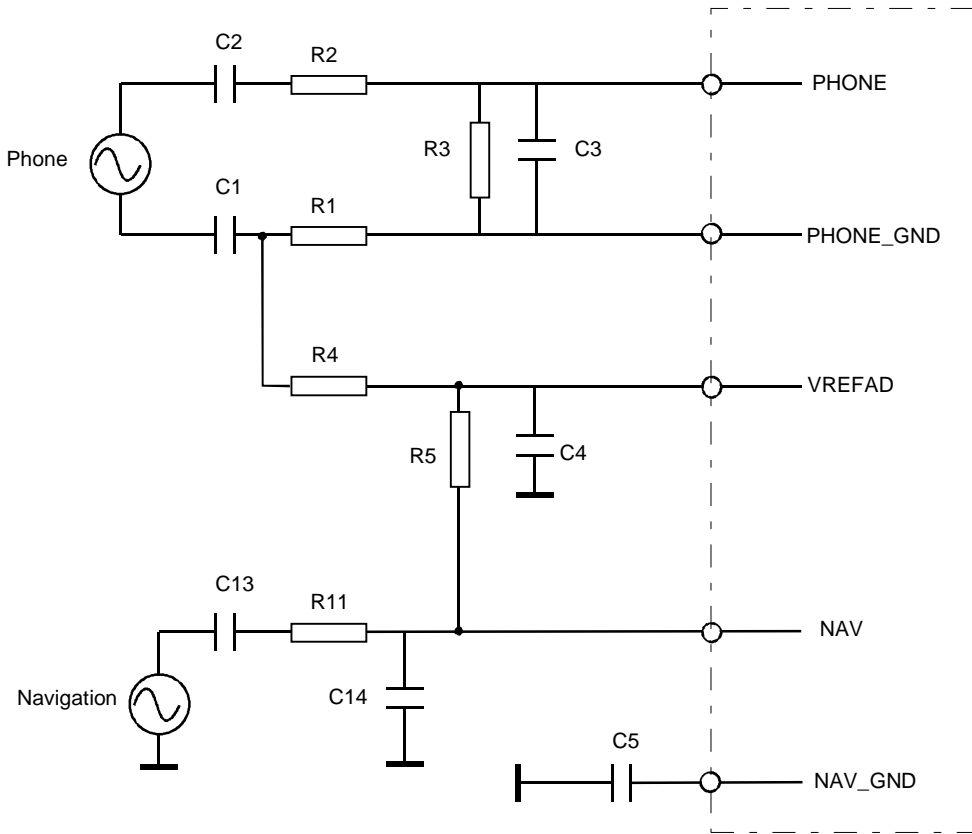 C2
R2
PHONE
R3
C3
Phone
C1
R1
PHONE_GND
R4
VREFAD
R5
C4
C13
R11
NAV
Navigation
C14
C5
NAV_GND